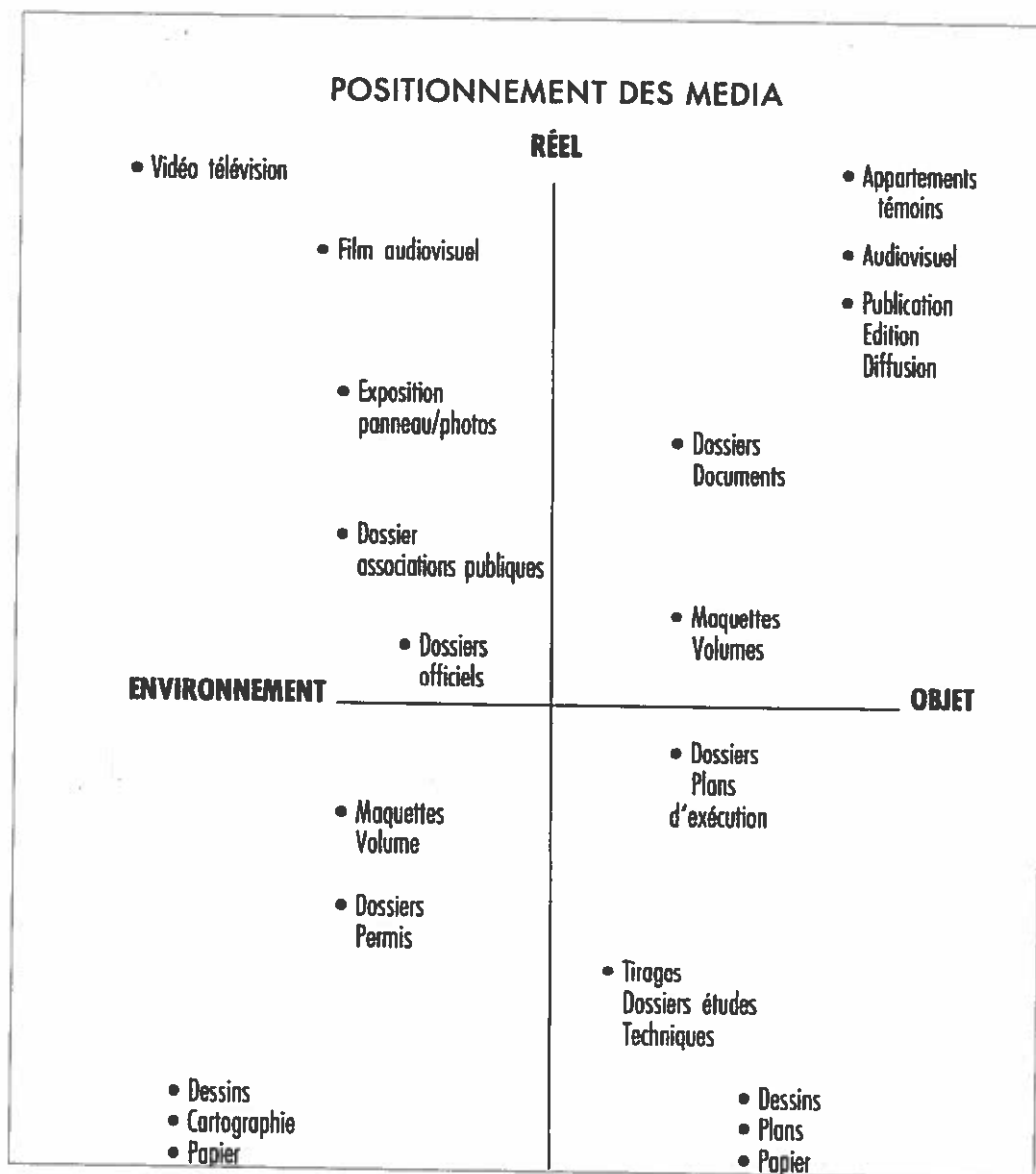 POSITIONNEMENT DES MEDIA
RÉEL
• Vidéo télévision
• Film audiovisuel
• Exposition
panneau/photos
• Dossier
associations publiques
• Dossiers
officiels
• Appartements
témoins
• Audiovisuel
• Publication
Edition
Diffusion
• Dossiers
Documents
• Maquettes
Volumes
ENVIRONNEMENT
OBJET
• Maquettes
Volume
• Dossiers
Permis
• Dessins
• Cartographie
• Papier
• Dossiers
Plans
d'exécution
• Tirages
Dossiers études
Techniques
• Dessins
• Plans
• Papier